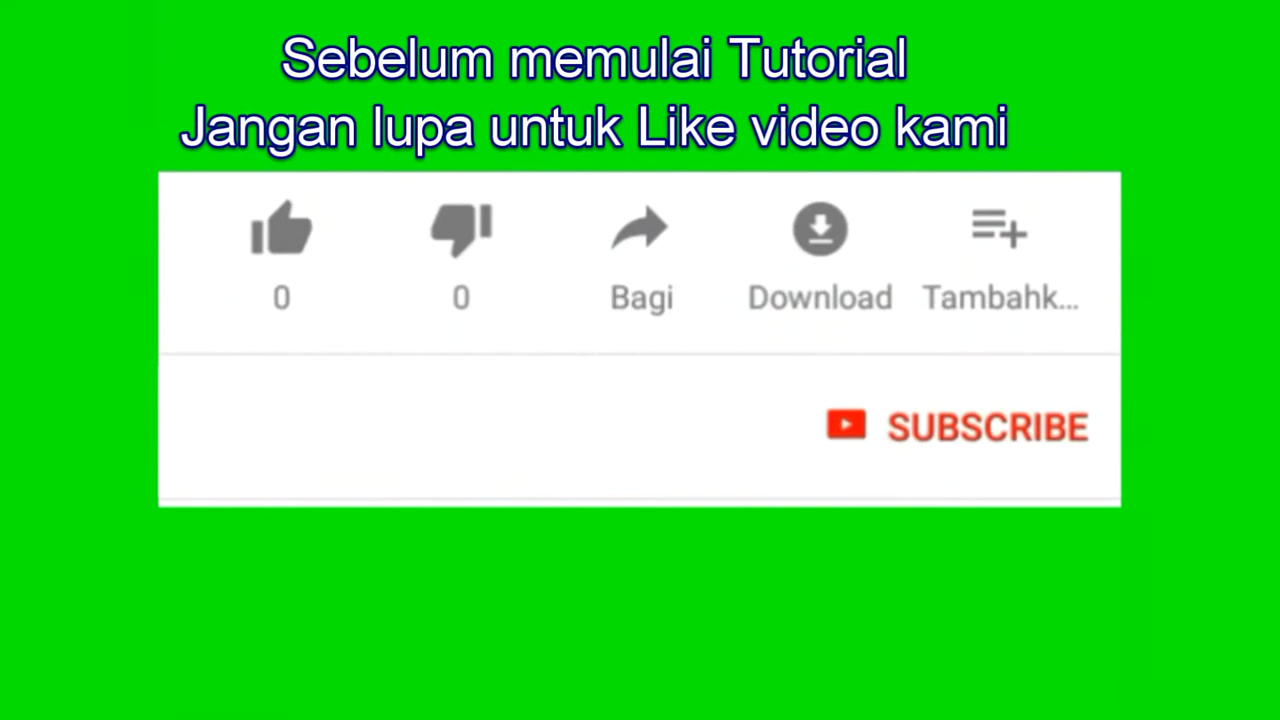 Sebelum memulai Tutorial
Jangan lupa untuk Like video kami
0 0 Bagi Download Tambahk...
SUBSCRIBE